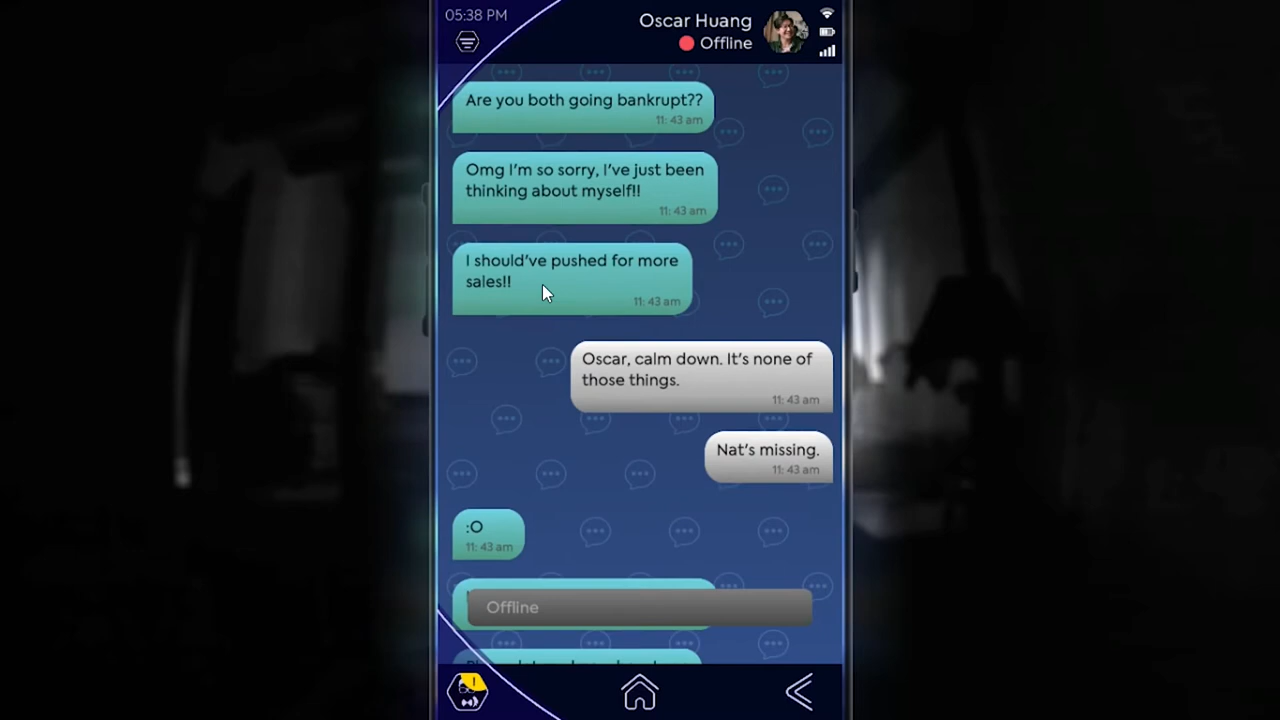 05:38 PM
Oscar Huang
Offline
Are you both going bankrupt??
11: 43 am
Omg I'm so sorry, I've just been
thinking about myself!!
11: 43 am
I should've pushed for more
sales!!
11: 43 am
Oscar, calm down. It's none of
those things.
11: 43 am
Nat's missing.
11: 43 am
:O
11: 43 am
Offline